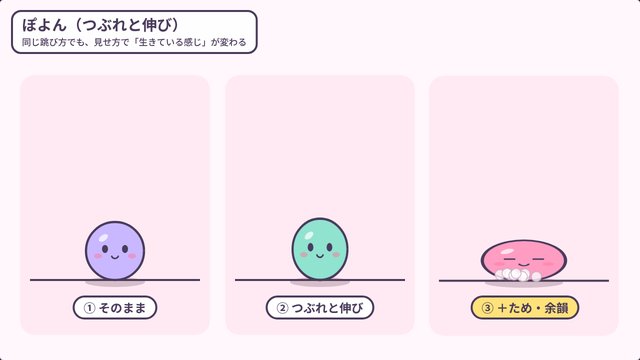 ぽよん（つぶれと伸び）
同じ跳び方でも、見せ方で「生きている感じ」が変わる
① そのまま
② つぶれと伸び
③ ＋ため・余韻